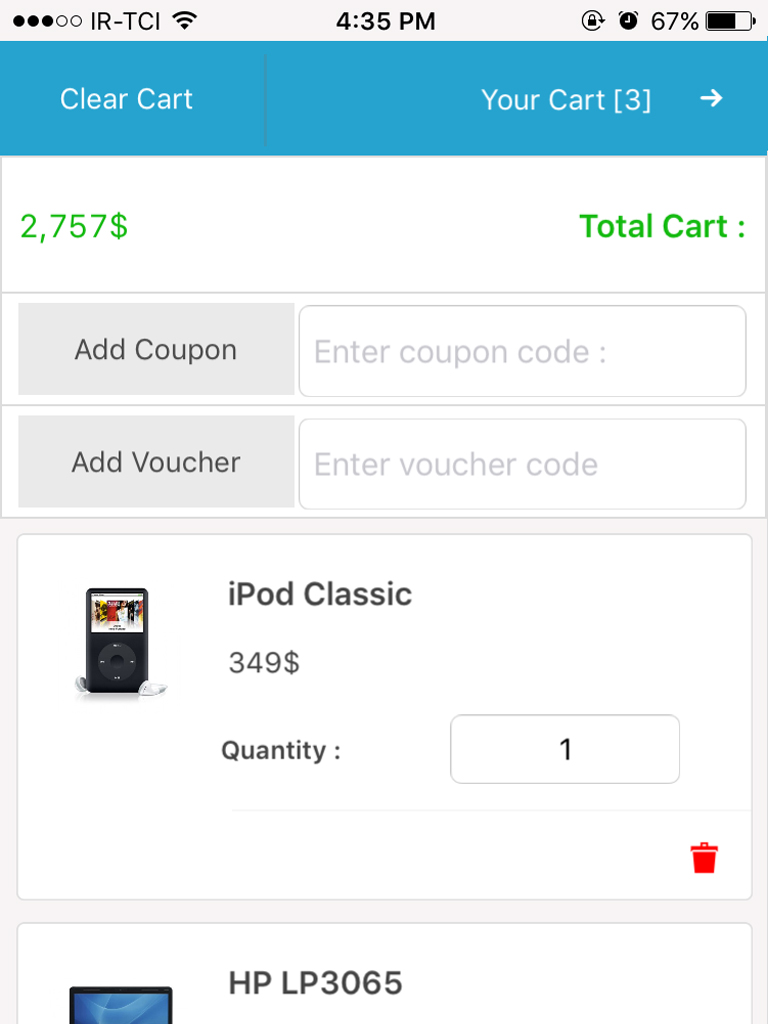 IR-TCI 4:35 PM 67%
Clear Cart Your Cart [3]
2,757$ Total Cart :
Add Coupon Enter coupon code :
Add Voucher Enter voucher code
iPod Classic
349$
Quantity : 1
HP LP3065